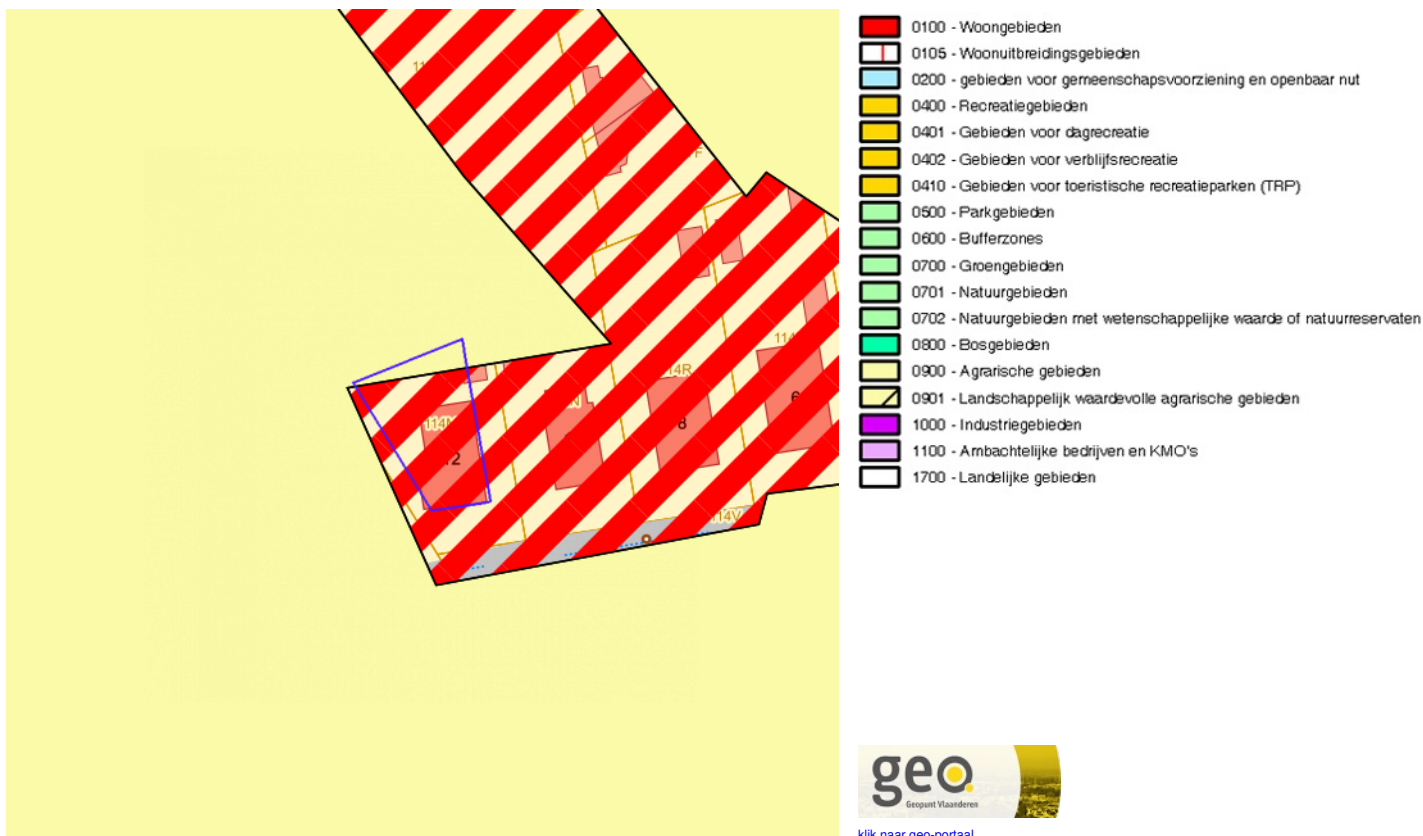 0100 - Woongebieden
0105 - Woonuitbreidingsgebieden
0200 - gebieden voor gemeenschapsvoorziening en openbaar nut
0400 - Recreatiegebieden
0401 - Gebieden voor dagrecreatie
0402 - Gebieden voor verblijfsrecreatie
0410 - Gebieden voor toeristische recreatieparken (TRP)
0500 - Parkgebieden
0600 - Bufferzones
0700 - Groengebieden
0701 - Natuurgebieden
0702 - Natuurgebieden met wetenschappelijke waarde of natuurreservaten
0800 - Bosgebieden
0900 - Agrarische gebieden
0901 - Landschappelijk waardevolle agrarische gebieden
1000 - Industriegebieden
1100 - Ambachtelijke bedrijven en KMO's
1700 - Landelijke gebieden
14R
8
6
12
114V
geo
Geopunt Vlaanderen
klik naar geo-portaal